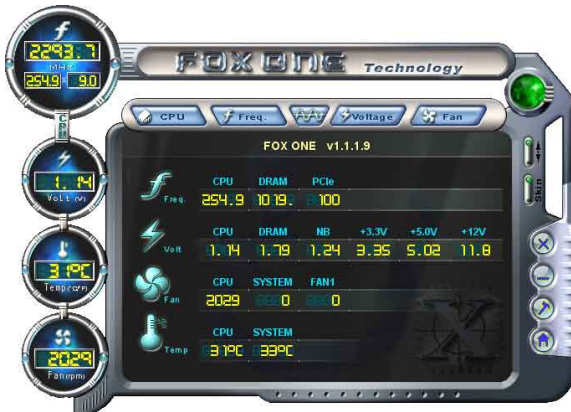 2293.7
MHz
254.9 x 9.0
CPU
1.14
Volt (v)
31°C
Temp (°C/°F)
2029
Fan (rpm)
FOX ONE Technology
CPU Freq. Voltage Fan
FOX ONE v1.1.1.9
CPU DRAM PCIe
Freq. 254.9 1019. 100
CPU DRAM NB +3.3V +5.0V +12V
Volt 1.14 1.79 1.24 3.35 5.02 11.8
CPU SYSTEM FAN1
Fan 2029 0 0
CPU SYSTEM
Temp 31°C 33°C
Skin